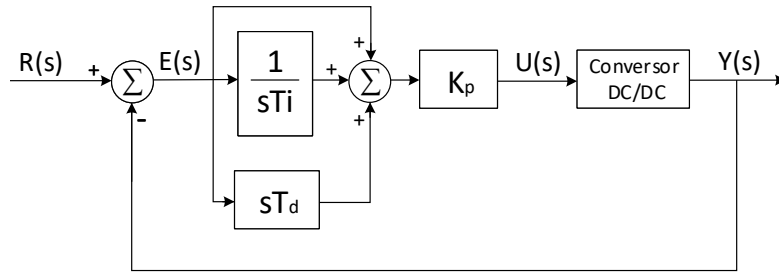 R(s)
+
∑
-
E(s)
1
sTi
sTd
+
+
+
∑
Kp
U(s)
Conversor
DC/DC
Y(s)